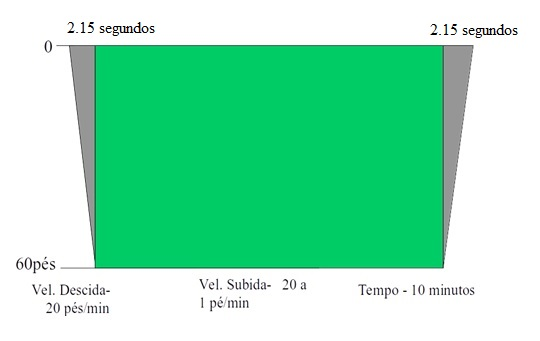 2.15 segundos
2.15 segundos
0
60pés
Vel. Descida-
20 pés/min
Vel. Subida- 20 a
1 pé/min
Tempo - 10 minutos